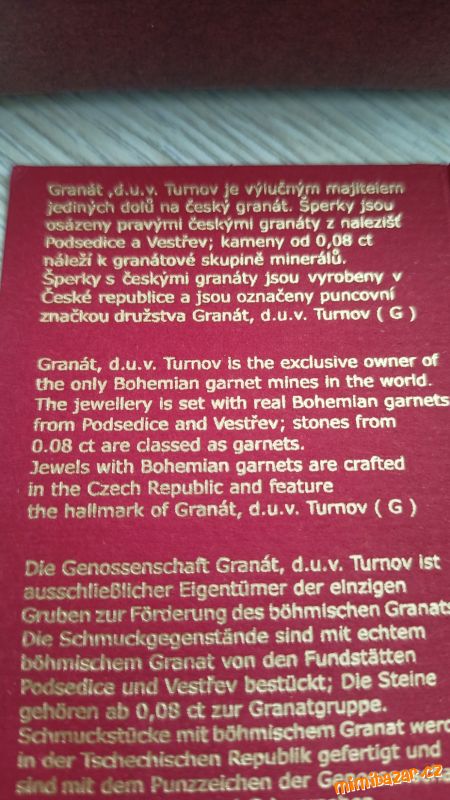 Granát ,d.u.v. Turnov je výlučným majitelem
jediných dolů na český granát. Šperky jsou
osázeny pravými českými granáty z nalezišť
Podsedice a Vestřev; kameny od 0,08 ct
náleží k granátové skupině minerálů.
Šperky s českými granáty jsou vyrobeny v
České republice a jsou označeny puncovní
značkou družstva Granát, d.u.v. Turnov ( G )
Granát, d.u.v. Turnov is the exclusive owner of
the only Bohemian garnet mines in the world.
The jewellery is set with real Bohemian garnets
from Podsedice and Vestřev; stones from
0.08 ct are classed as garnets.
Jewels with Bohemian garnets are crafted
in the Czech Republic and feature
the hallmark of Granát, d.u.v. Turnov ( G )
Die Genossenschaft Granát, d.u.v. Turnov ist
ausschließlicher Eigentümer der einzigen
Gruben zur Förderung des böhmischen Granats
Die Schmuckgegenstände sind mit echtem
böhmischem Granat von den Fundstätten
Podsedice und Vestřev bestückt; Die Steine
gehören ab 0,08 ct zur Granatgruppe.
Schmuckstücke mit böhmischem Granat werd
in der Tschechischen Republik gefertigt und
sind mit dem Punzzeichen der
mimibazar.cz